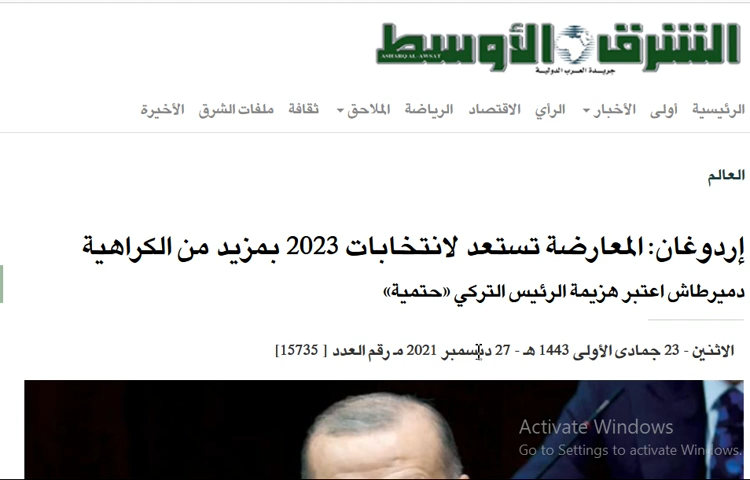 الشرق الأوسط
ASHARQ AL-AWSAT
جريدة العرب الدولية
الرئيسية أولى الأخبار الرأي الاقتصاد الرياضة الملاحق ثقافة ملفات الشرق الأخيرة
العالم
إردوغان: المعارضة تستعد لانتخابات 2023 بمزيد من الكراهية
دميرطاش اعتبر هزيمة الرئيس التركي «حتمية»
الاثنين - 23 جمادى الأولى 1443 هـ - 27 ديسمبر 2021 مـ رقم العدد [ 15735]
Activate Windows
Go to Settings to activate Windows.